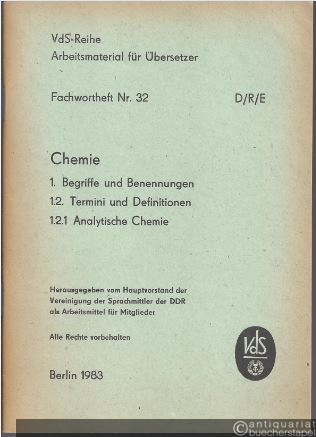 VdS-Reihe
Arbeitsmaterial für Übersetzer
Fachwortheft Nr. 32 D/R/E
Chemie
1. Begriffe und Benennungen
1.2. Termini und Definitionen
1.2.1 Analytische Chemie
Herausgegeben vom Hauptvorstand der
Vereinigung der Sprachmittler der DDR
als Arbeitsmittel für Mitglieder
Alle Rechte vorbehalten
VdS
Berlin 1983
antiquariat
buecherstapel